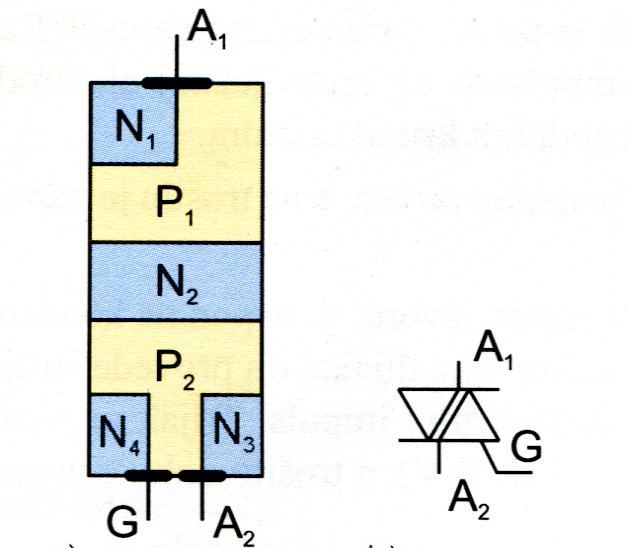 A₁
N₁
P₁
N₂
P₂
N₄ N₃
G A₂
A₁
G
A₂